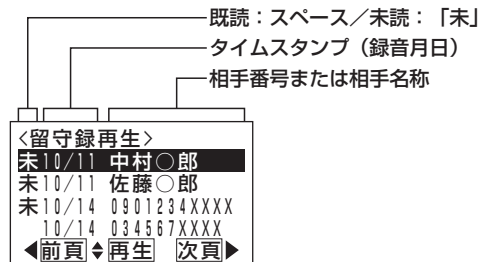 既読：スペース／未読：「未」
タイムスタンプ（録音月日）
相手番号または相手名称
<留守録再生>
未10/11 中村○郎
未10/11 佐藤○郎
未10/14 0901234XXXX
10/14 034567XXXX
◀前頁◆再生 次頁▶